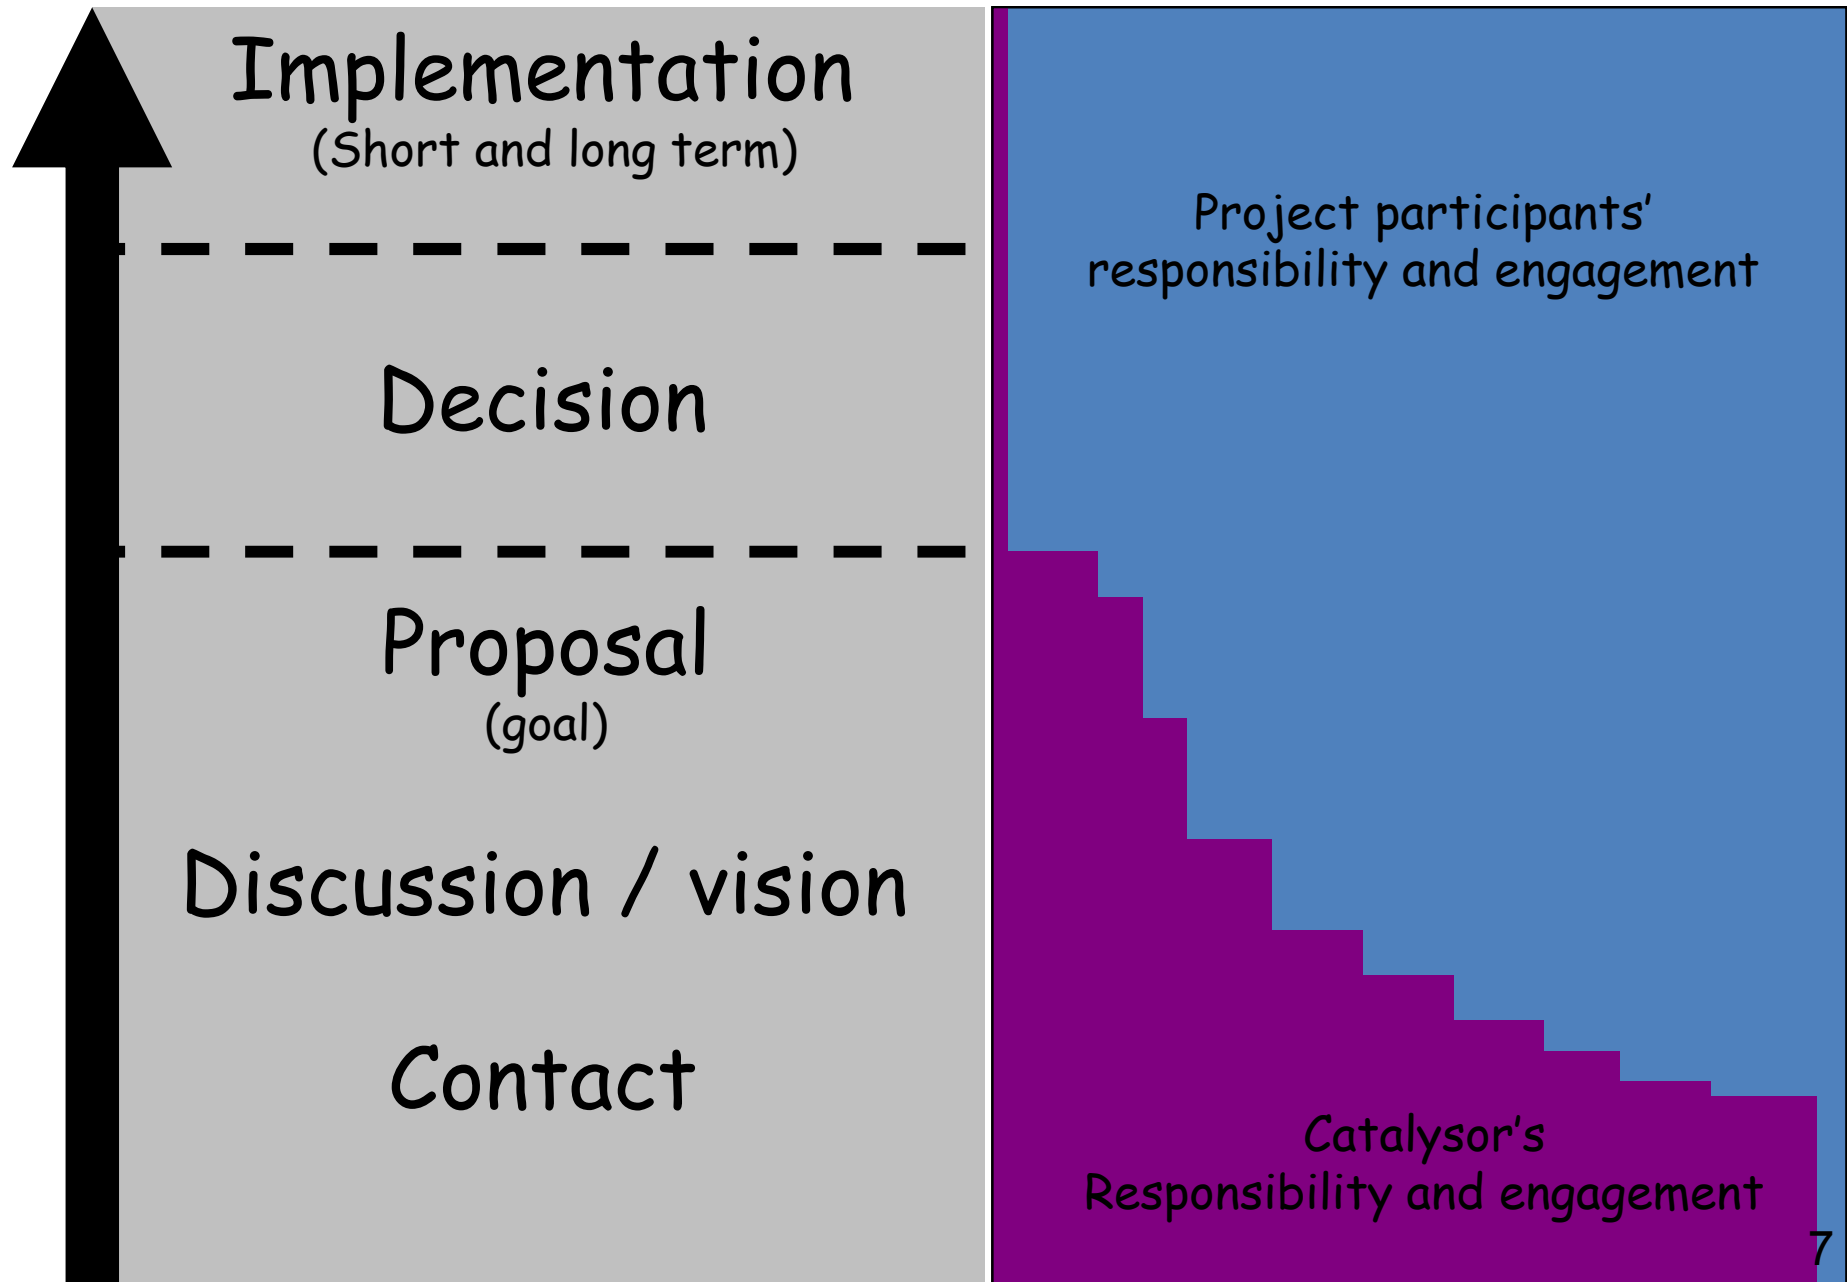 Implementation
(Short and long term)
Decision
Proposal
(goal)
Discussion / vision
Contact
Project participants’
responsibility and engagement
Catalysor’s
Responsibility and engagement
7